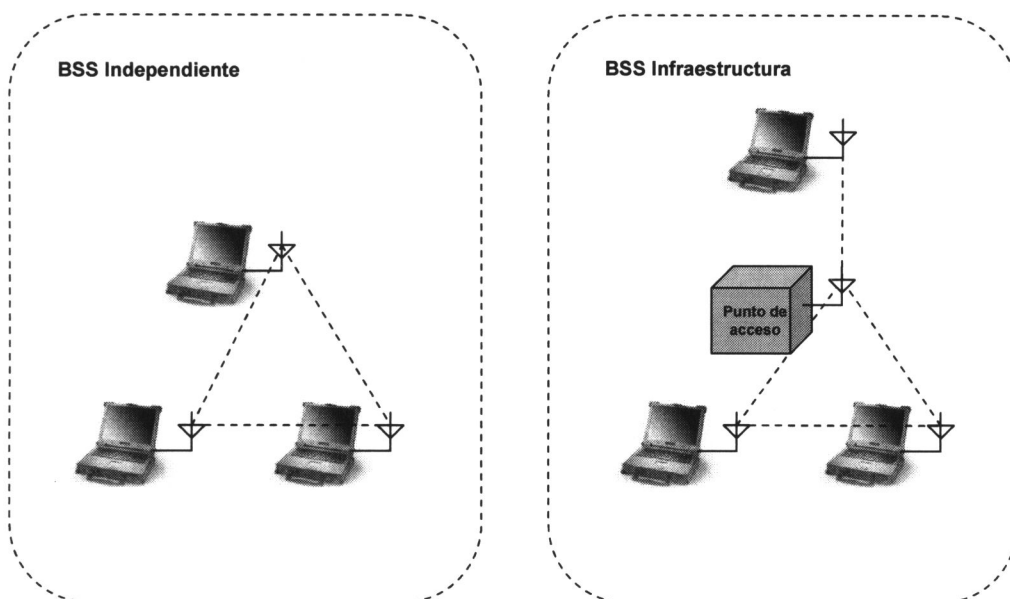 BSS Independiente
BSS Infraestructura
Punto de
acceso